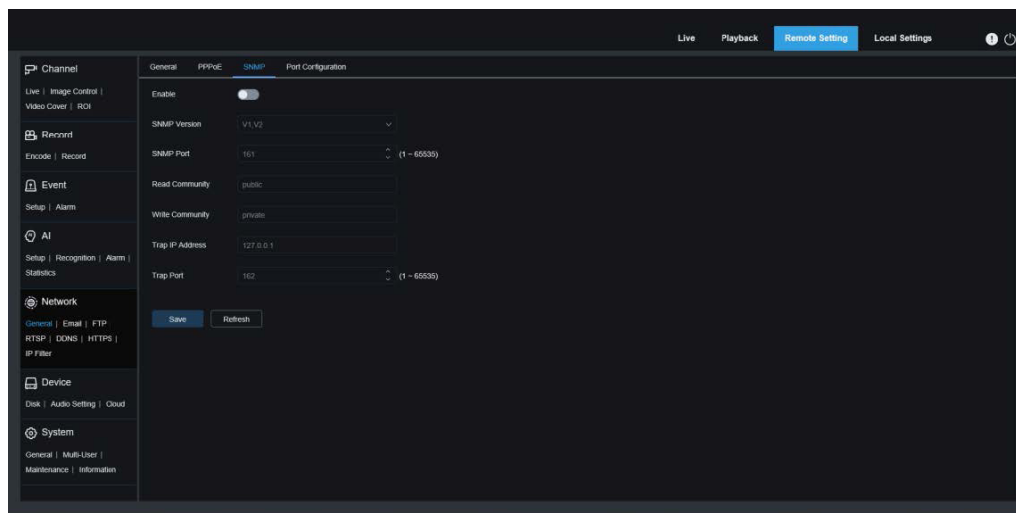 Live Playback Remote Setting Local Settings
Channel
Live | Image Control |
Video Cover | ROI
Record
Encode | Record
Event
Setup | Alarm
AI
Setup | Recognition | Alarm |
Statistics
Network
General | Email | FTP
RTSP | DDNS | HTTPS |
IP Filter
Device
Disk | Audio Setting | Cloud
System
General | Multi-User |
Maintenance | Information
General PPPoE SNMP Port Configuration
Enable
SNMP Version V1,V2
SNMP Port 161 (1 ~ 65535)
Read Community public
Write Community private
Trap IP Address 127.0.0.1
Trap Port 162 (1 ~ 65535)
Save Refresh